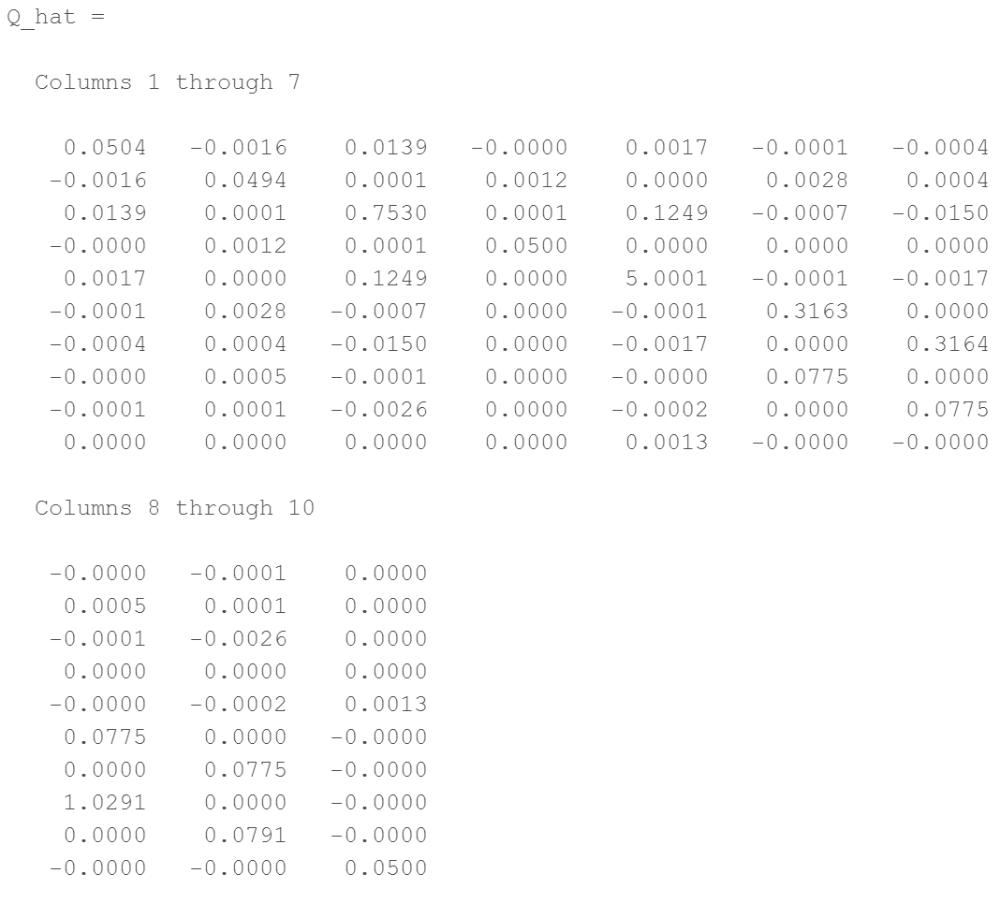 Q_hat =
Columns 1 through 7
0.0504 -0.0016 0.0139 -0.0000 0.0017 -0.0001 -0.0004
-0.0016 0.0494 0.0001 0.0012 0.0000 0.0028 0.0004
0.0139 0.0001 0.7530 0.0001 0.1249 -0.0007 -0.0150
-0.0000 0.0012 0.0001 0.0500 0.0000 0.0000 0.0000
0.0017 0.0000 0.1249 0.0000 5.0001 -0.0001 -0.0017
-0.0001 0.0028 -0.0007 0.0000 -0.0001 0.3163 0.0000
-0.0004 0.0004 -0.0150 0.0000 -0.0017 0.0000 0.3164
-0.0000 0.0005 -0.0001 0.0000 -0.0000 0.0775 0.0000
-0.0001 0.0001 -0.0026 0.0000 -0.0002 0.0000 0.0775
0.0000 0.0000 0.0000 0.0000 0.0013 -0.0000 -0.0000
Columns 8 through 10
-0.0000 -0.0001 0.0000
0.0005 0.0001 0.0000
-0.0001 -0.0026 0.0000
0.0000 0.0000 0.0000
-0.0000 -0.0002 0.0013
0.0775 0.0000 -0.0000
0.0000 0.0775 -0.0000
1.0291 0.0000 -0.0000
0.0000 0.0791 -0.0000
-0.0000 -0.0000 0.0500